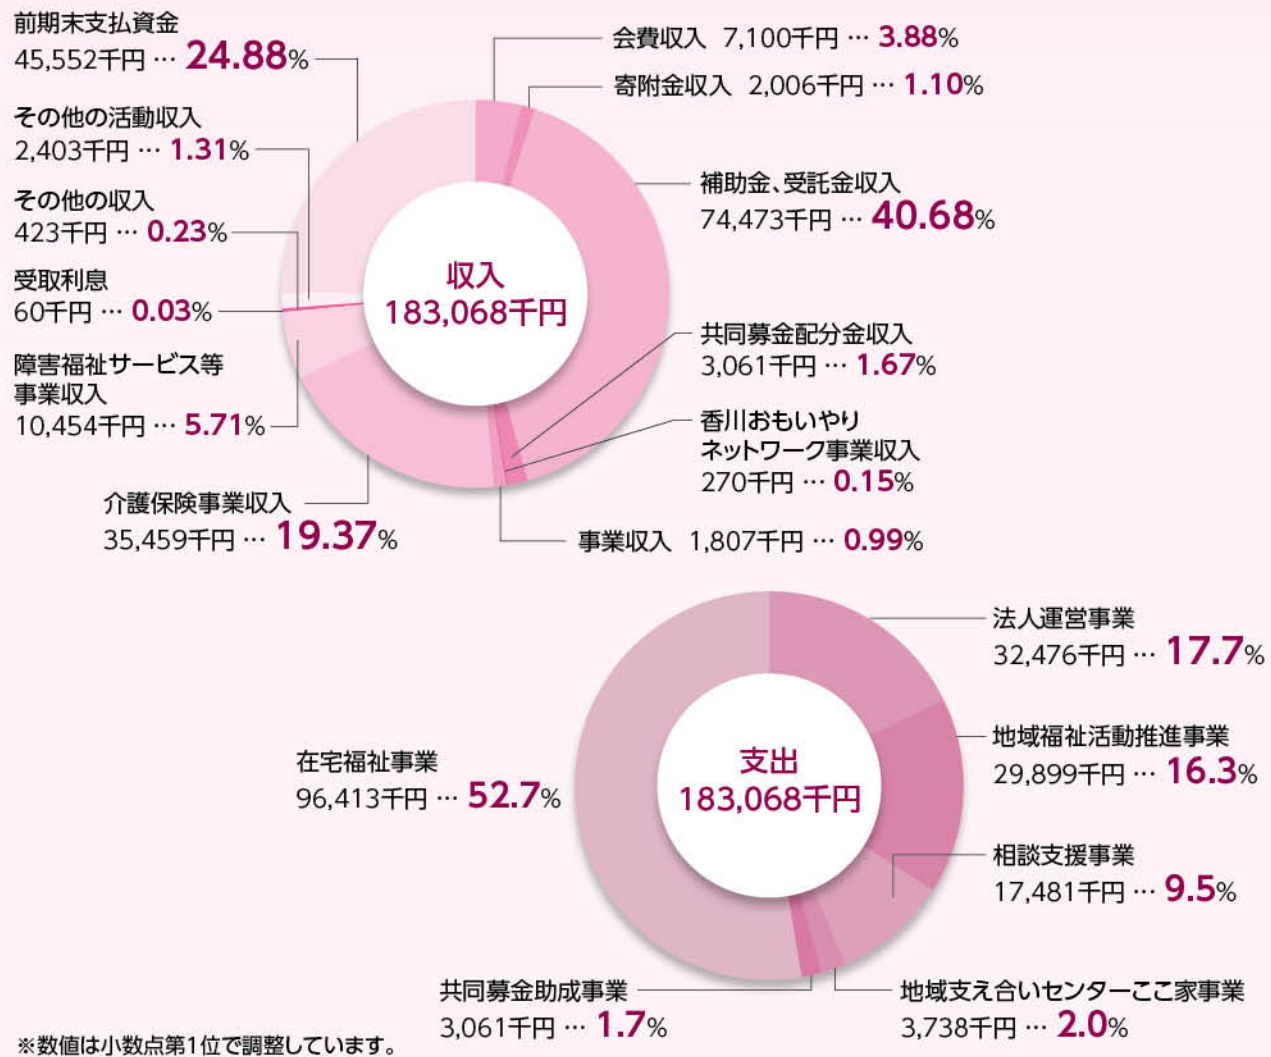 前期末支払資金
45,552千円 … 24.88%
その他の活動収入
2,403千円 … 1.31%
その他の収入
423千円 … 0.23%
受取利息
60千円 … 0.03%
障害福祉サービス等
事業収入
10,454千円 … 5.71%
介護保険事業収入
35,459千円 … 19.37%
会費収入 7,100千円 … 3.88%
寄附金収入 2,006千円 … 1.10%
補助金、受託金収入
74,473千円 … 40.68%
共同募金配分金収入
3,061千円 … 1.67%
香川おもいやり
ネットワーク事業収入
270千円 … 0.15%
事業収入 1,807千円 … 0.99%
収入
183,068千円
法人運営事業
32,476千円 … 17.7%
地域福祉活動推進事業
29,899千円 … 16.3%
相談支援事業
17,481千円 … 9.5%
地域支え合いセンターここ家事業
3,738千円 … 2.0%
共同募金助成事業
3,061千円 … 1.7%
在宅福祉事業
96,413千円 … 52.7%
支出
183,068千円
※数値は小数点第1位で調整しています。